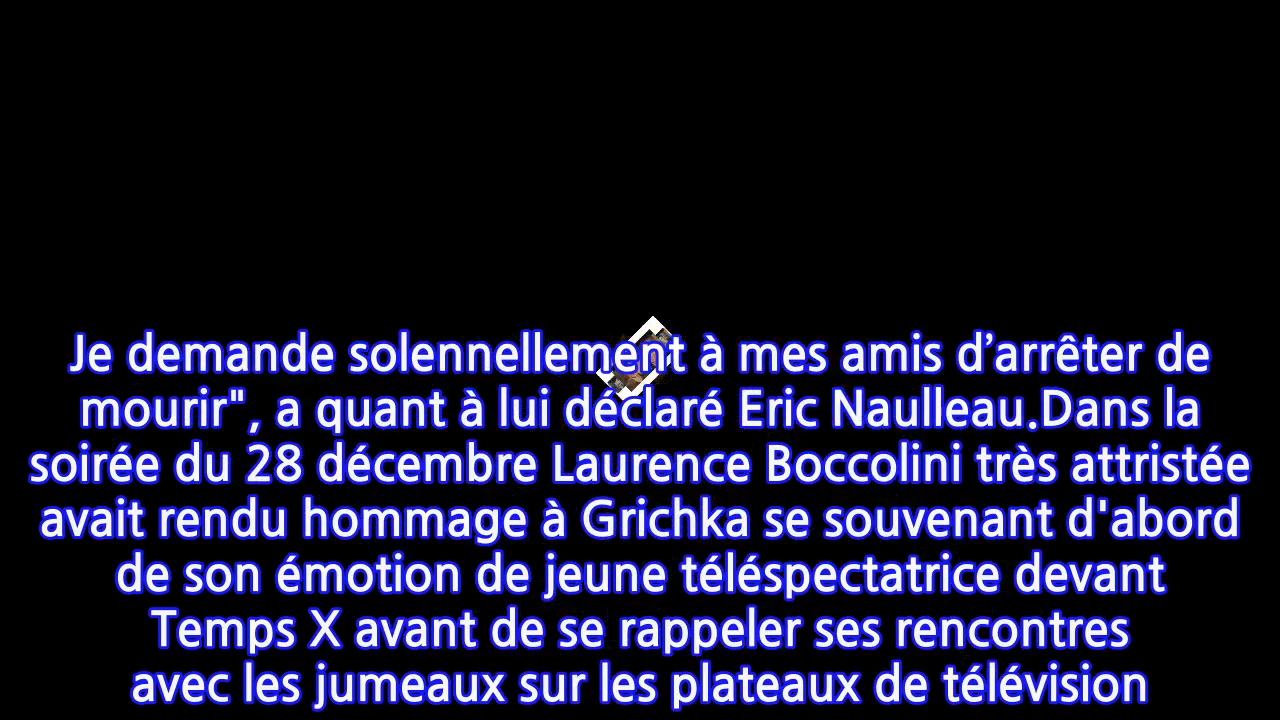 Je demande solennellement à mes amis d’arrêter de
mourir", a quant à lui déclaré Eric Naulleau.Dans la
soirée du 28 décembre Laurence Boccolini très attristée
avait rendu hommage à Grichka se souvenant d'abord
de son émotion de jeune téléspectatrice devant
Temps X avant de se rappeler ses rencontres
avec les jumeaux sur les plateaux de télévision